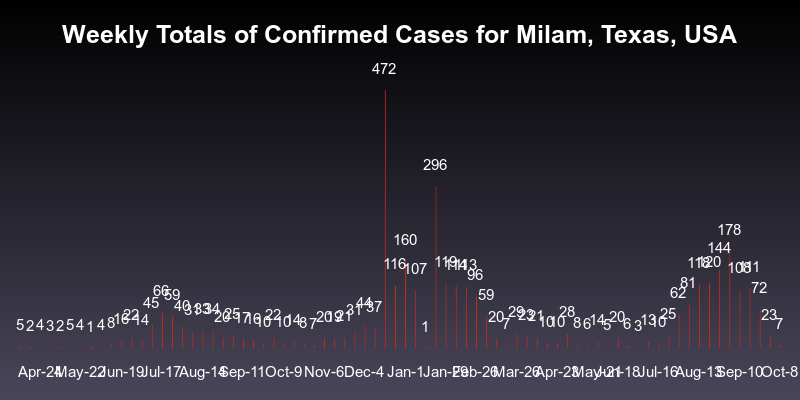 Weekly Totals of Confirmed Cases for Milam, Texas, USA
5 2 4 3 2 5 4 1 4 8 16 22 14 45 66 59 40 31 33 34 20 25 17 16 10 22 10 14 8 7 20 19 21 31 44 37 472 116 160 107 1 296 119 114 113 96 59 20 7 29 23 21 10 10 28 8 6 14 5 20 6 3 13 10 25 62 81 118 120 144 178 108 111 72 23 7
Apr-24 May-22 Jun-19 Jul-17 Aug-14 Sep-11 Oct-9 Nov-6 Dec-4 Jan-1 Jan-29 Feb-26 Mar-26 Apr-23 May-21 Jun-18 Jul-16 Aug-13 Sep-10 Oct-8